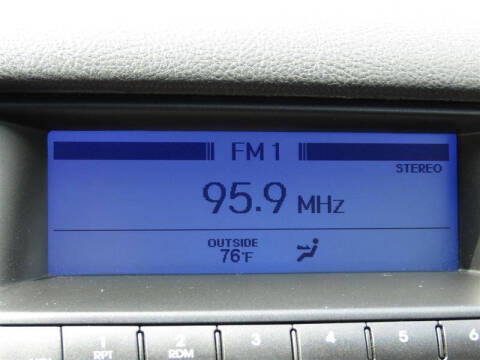 FM 1
STEREO
95.9 MHz
OUTSIDE
76°F
1 2 3 4 5 6
RPT RDM